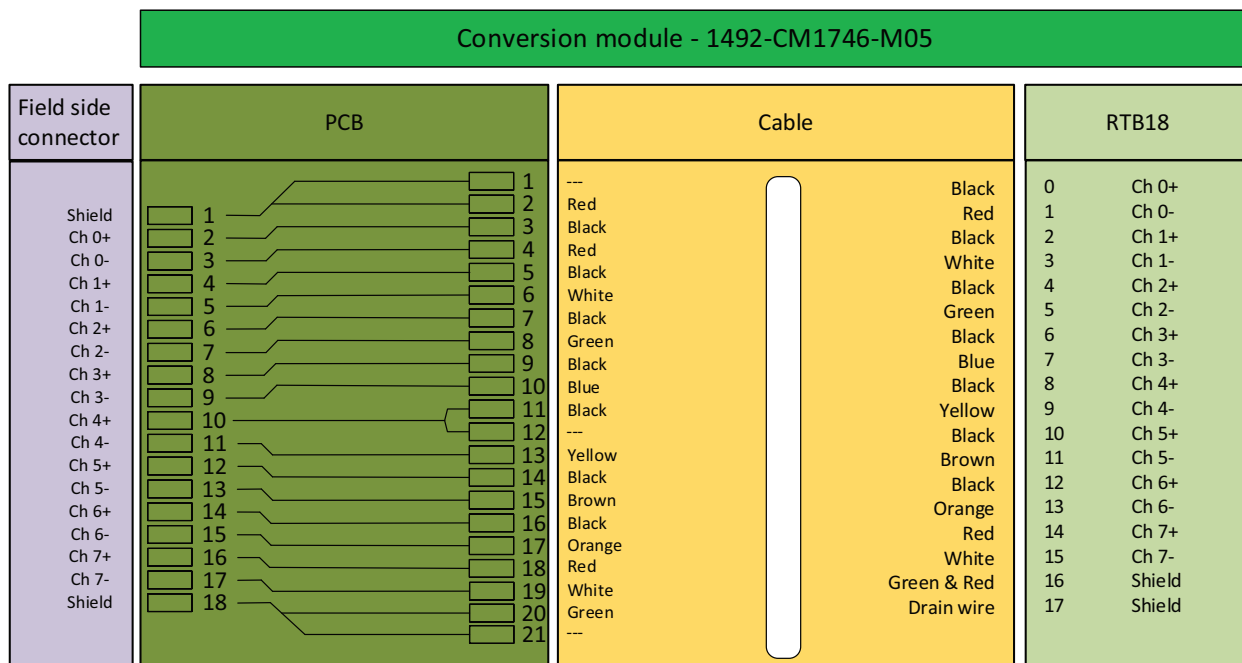 Conversion module - 1492-CM1746-M05
Field side
connector
PCB
Cable
RTB18
Shield 1
Ch 0+ 2
Ch 0- 3
Ch 1+ 4
Ch 1- 5
Ch 2+ 6
Ch 2- 7
Ch 3+ 8
Ch 3- 9
Ch 4+ 10
Ch 4- 11
Ch 5+ 12
Ch 5- 13
Ch 6+ 14
Ch 6- 15
Ch 7+ 16
Ch 7- 17
Shield 18
1 ---
2 Red
3 Black
4 Red
5 Black
6 White
7 Black
8 Green
9 Black
10 Blue
11 Black
12 ---
13 Yellow
14 Black
15 Brown
16 Black
17 Orange
18 Red
19 White
20 Green
21 ---
Black 0 Ch 0+
Red 1 Ch 0-
Black 2 Ch 1+
White 3 Ch 1-
Black 4 Ch 2+
Green 5 Ch 2-
Black 6 Ch 3+
Blue 7 Ch 3-
Black 8 Ch 4+
Yellow 9 Ch 4-
Black 10 Ch 5+
Brown 11 Ch 5-
Black 12 Ch 6+
Orange 13 Ch 6-
Red 14 Ch 7+
White 15 Ch 7-
Green & Red 16 Shield
Drain wire 17 Shield